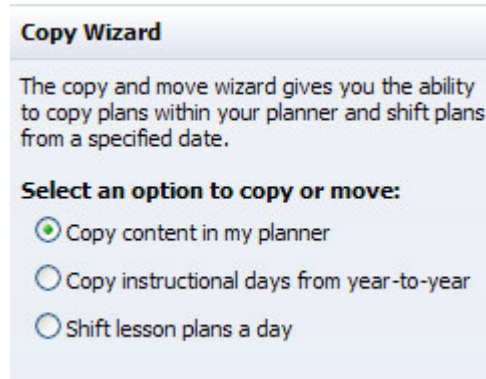 Copy Wizard
The copy and move wizard gives you the ability
to copy plans within your planner and shift plans
from a specified date.
Select an option to copy or move:
Copy content in my planner
Copy instructional days from year-to-year
Shift lesson plans a day